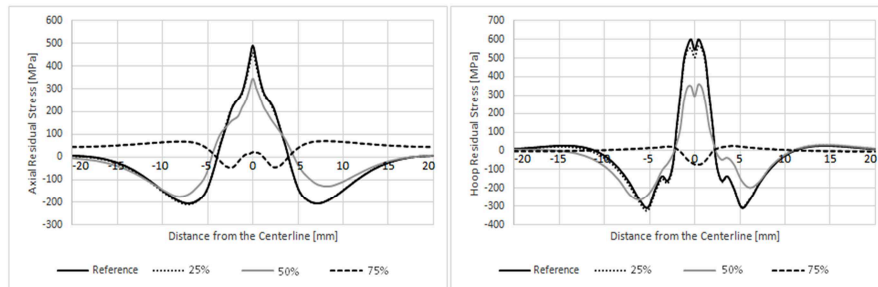 600
500
400
300
200
100
0
-100
-200
-300
-20 -15 -10 -5 0 5 10 15 20
Axial Residual Stress [MPa]
Distance from the Centerline [mm]
Reference 25% 50% 75%
700
600
500
400
300
200
100
0
-100
-200
-300
-400
-20 -15 -10 -5 0 5 10 15 20
Hoop Residual Stress [MPa]
Distance from the Centerline [mm]
Reference 25% 50% 75%